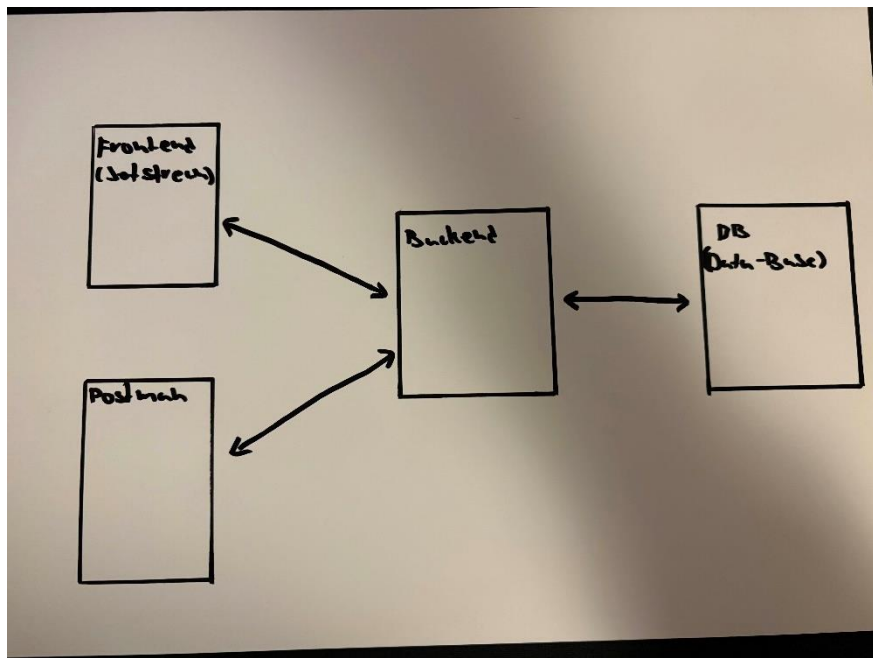 Frontend
(Jetstream)
Backend
DB
(Data-Base)
Postman